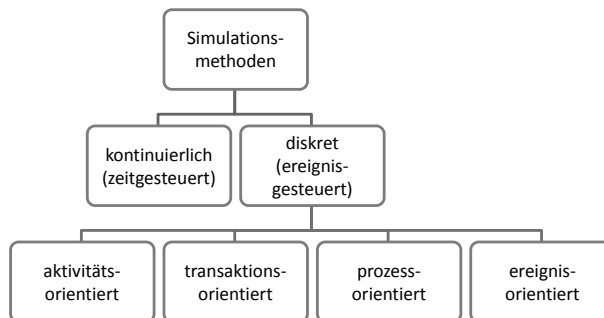 Simulations-
methoden
kontinuierlich
(zeitgesteuert)
diskret
(ereignis-
gesteuert)
aktivitäts-
orientiert
transaktions-
orientiert
prozess-
orientiert
ereignis-
orientiert